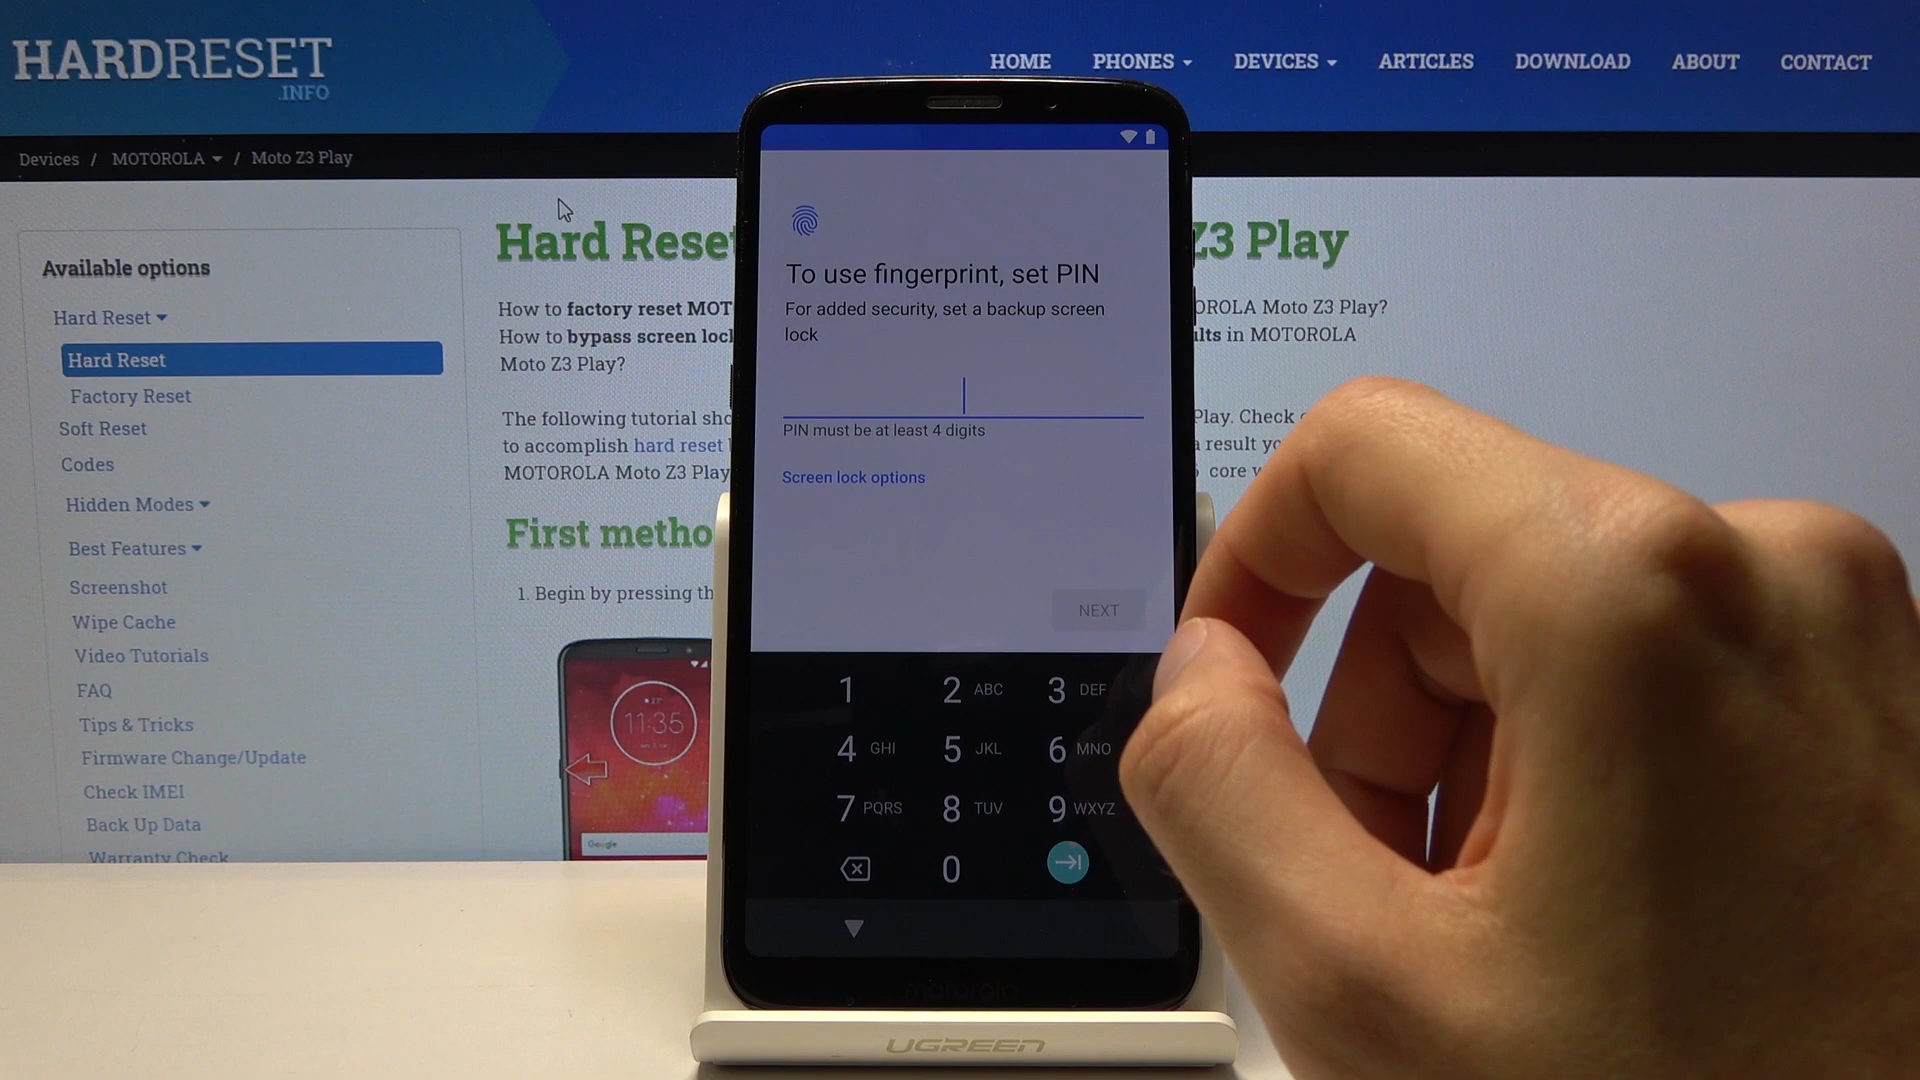 HARDRESET
.INFO
HOME PHONES DEVICES ARTICLES DOWNLOAD ABOUT CONTACT
Devices / MOTOROLA / Moto Z3 Play
Available options
Hard Reset
Hard Reset
Factory Reset
Soft Reset
Codes
Hidden Modes
Best Features
Screenshot
Wipe Cache
Video Tutorials
FAQ
Tips & Tricks
Firmware Change/Update
Check IMEI
Back Up Data
Warranty Check
Hard Reset Z3 Play
How to factory reset MOT OROLA Moto Z3 Play?
How to bypass screen loc ults in MOTOROLA
Moto Z3 Play?
The following tutorial sho Play. Check
to accomplish hard reset a result yo
MOTOROLA Moto Z3 Play core
First metho
1. Begin by pressing th
11:35
Google
To use fingerprint, set PIN
For added security, set a backup screen
lock
PIN must be at least 4 digits
Screen lock options
NEXT
1 2 ABC 3 DEF
4 GHI 5 JKL 6 MNO
7 PQRS 8 TUV 9 WXYZ
0
motorola
UGREEN